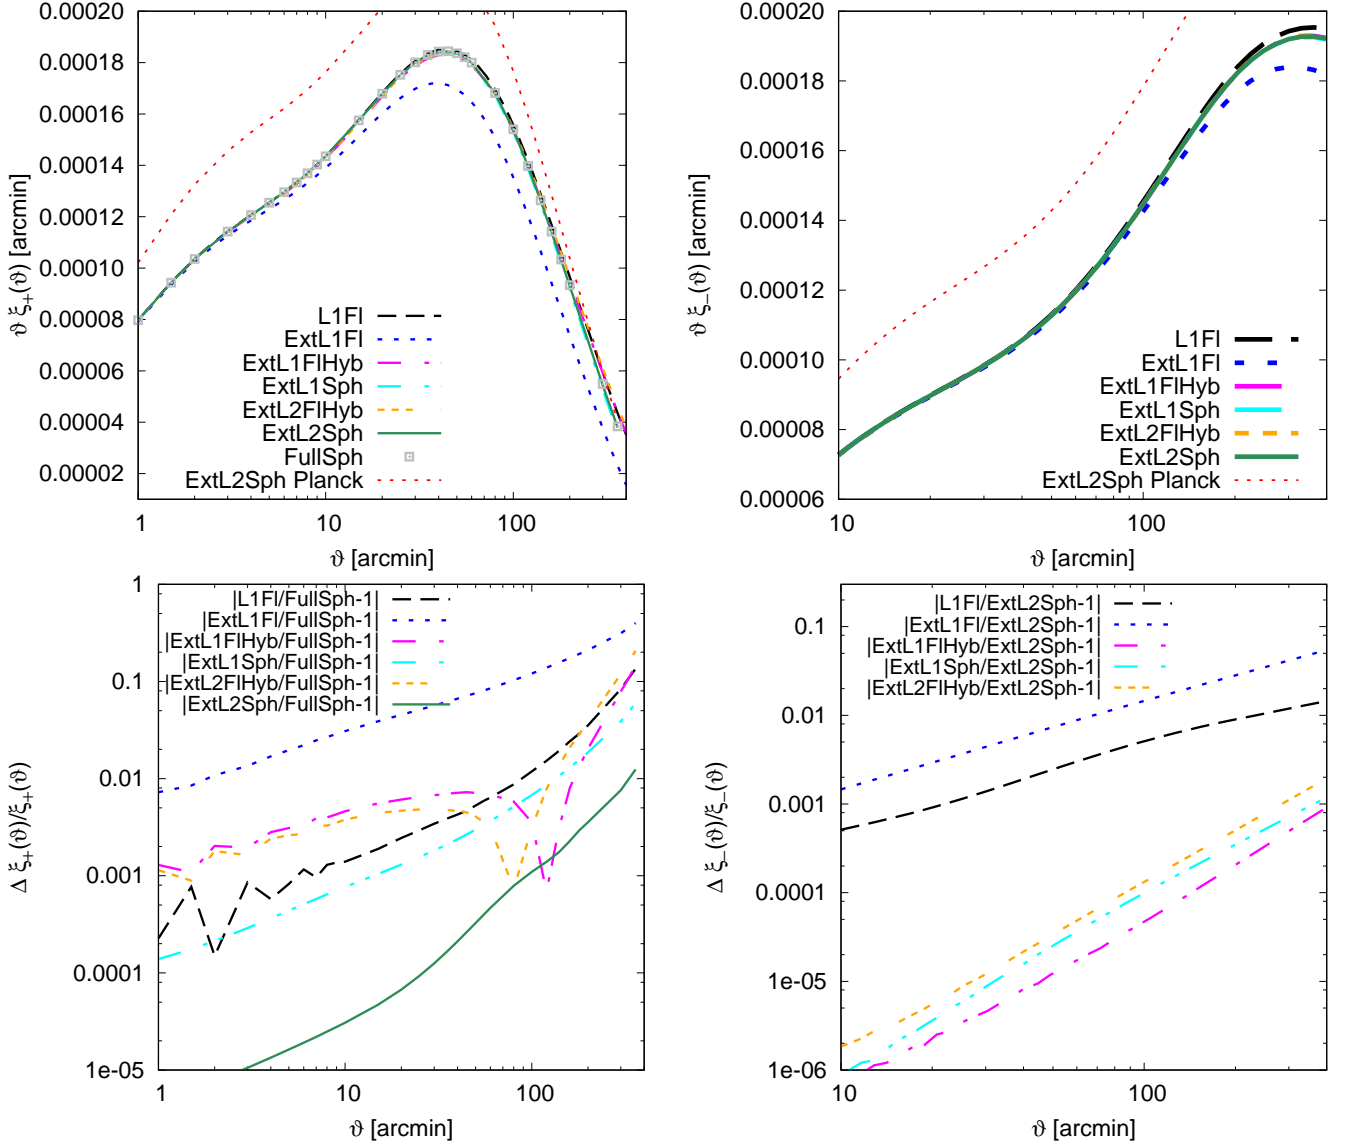 0.00020
0.00018
0.00016
0.00014
0.00012
0.00010
0.00008
0.00006
0.00004
0.00002
ϑ ξ₊(ϑ) [arcmin]
L1Fl
ExtL1Fl
ExtL1FlHyb
ExtL1Sph
ExtL2FlHyb
ExtL2Sph
FullSph
ExtL2Sph Planck
1 10 100
ϑ [arcmin]
0.00020
0.00018
0.00016
0.00014
0.00012
0.00010
0.00008
0.00006
ϑ ξ₋(ϑ) [arcmin]
L1Fl
ExtL1Fl
ExtL1FlHyb
ExtL1Sph
ExtL2FlHyb
ExtL2Sph
ExtL2Sph Planck
10 100
ϑ [arcmin]
1
0.1
0.01
0.001
0.0001
1e-05
Δ ξ₊(ϑ)/ξ₊(ϑ)
|L1Fl/FullSph-1|
|ExtL1Fl/FullSph-1|
|ExtL1FlHyb/FullSph-1|
|ExtL1Sph/FullSph-1|
|ExtL2FlHyb/FullSph-1|
|ExtL2Sph/FullSph-1|
1 10 100
ϑ [arcmin]
0.1
0.01
0.001
0.0001
1e-05
1e-06
Δ ξ₋(ϑ)/ξ₋(ϑ)
|L1Fl/ExtL2Sph-1|
|ExtL1Fl/ExtL2Sph-1|
|ExtL1FlHyb/ExtL2Sph-1|
|ExtL1Sph/ExtL2Sph-1|
|ExtL2FlHyb/ExtL2Sph-1|
10 100
ϑ [arcmin]